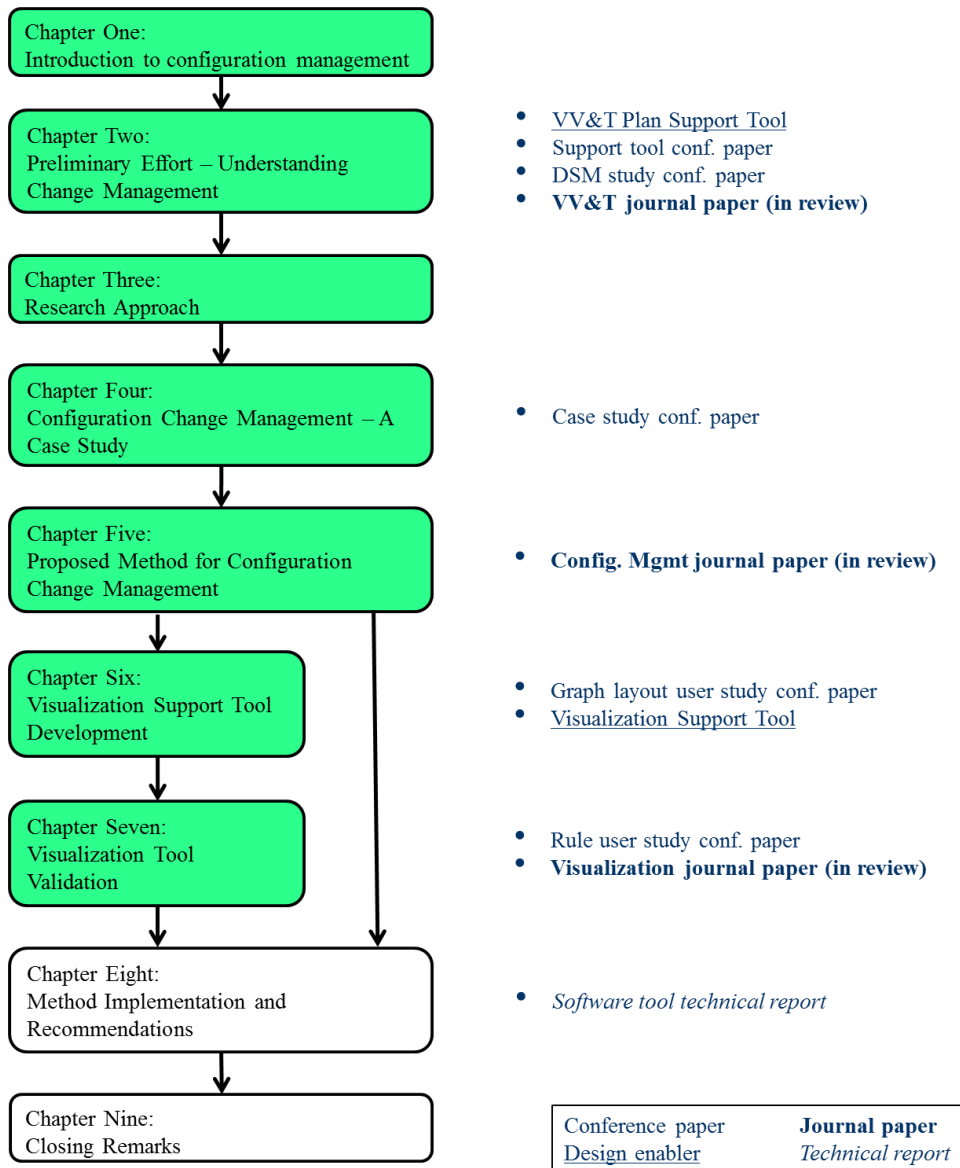 Chapter One:
Introduction to configuration management
Chapter Two:
Preliminary Effort – Understanding
Change Management
• VV&T Plan Support Tool
• Support tool conf. paper
• DSM study conf. paper
• VV&T journal paper (in review)
Chapter Three:
Research Approach
Chapter Four:
Configuration Change Management – A
Case Study
• Case study conf. paper
Chapter Five:
Proposed Method for Configuration
Change Management
• Config. Mgmt journal paper (in review)
Chapter Six:
Visualization Support Tool
Development
• Graph layout user study conf. paper
• Visualization Support Tool
Chapter Seven:
Visualization Tool
Validation
• Rule user study conf. paper
• Visualization journal paper (in review)
Chapter Eight:
Method Implementation and
Recommendations
• Software tool technical report
Chapter Nine:
Closing Remarks
Conference paper Journal paper
Design enabler Technical report